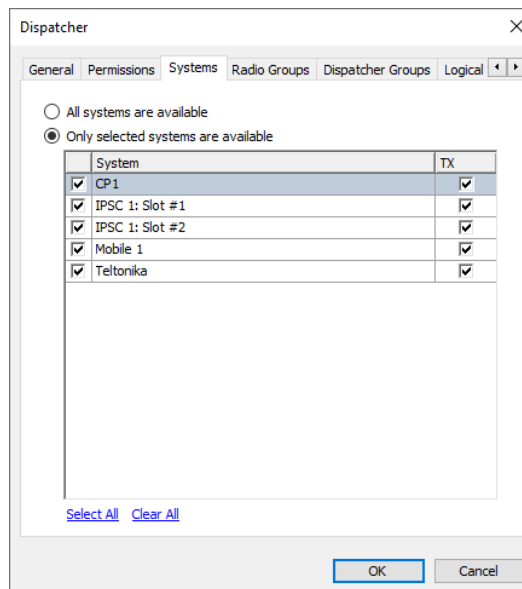 Dispatcher
General Permissions Systems Radio Groups Dispatcher Groups Logical
All systems are available
Only selected systems are available
System TX
CP1
IPSC 1: Slot #1
IPSC 1: Slot #2
Mobile 1
Teltonika
Select All Clear All
OK Cancel